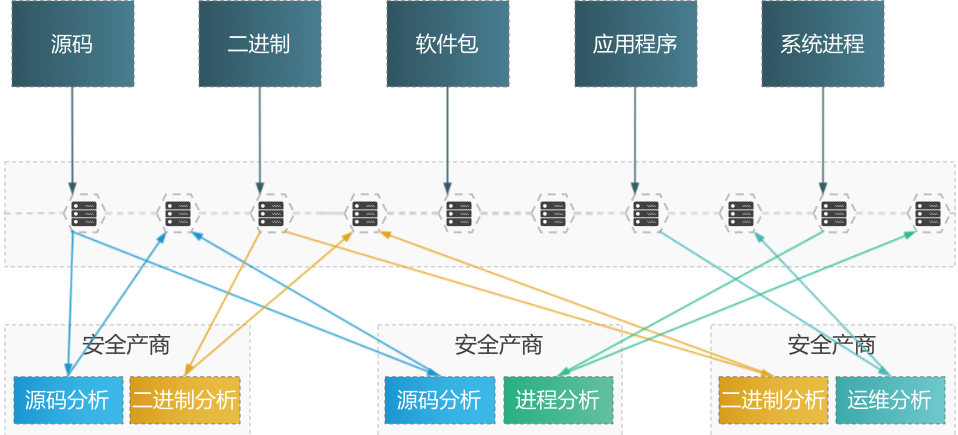 源码
二进制
软件包
应用程序
系统进程
安全产商
安全产商
安全产商
源码分析
二进制分析
源码分析
进程分析
二进制分析
运维分析